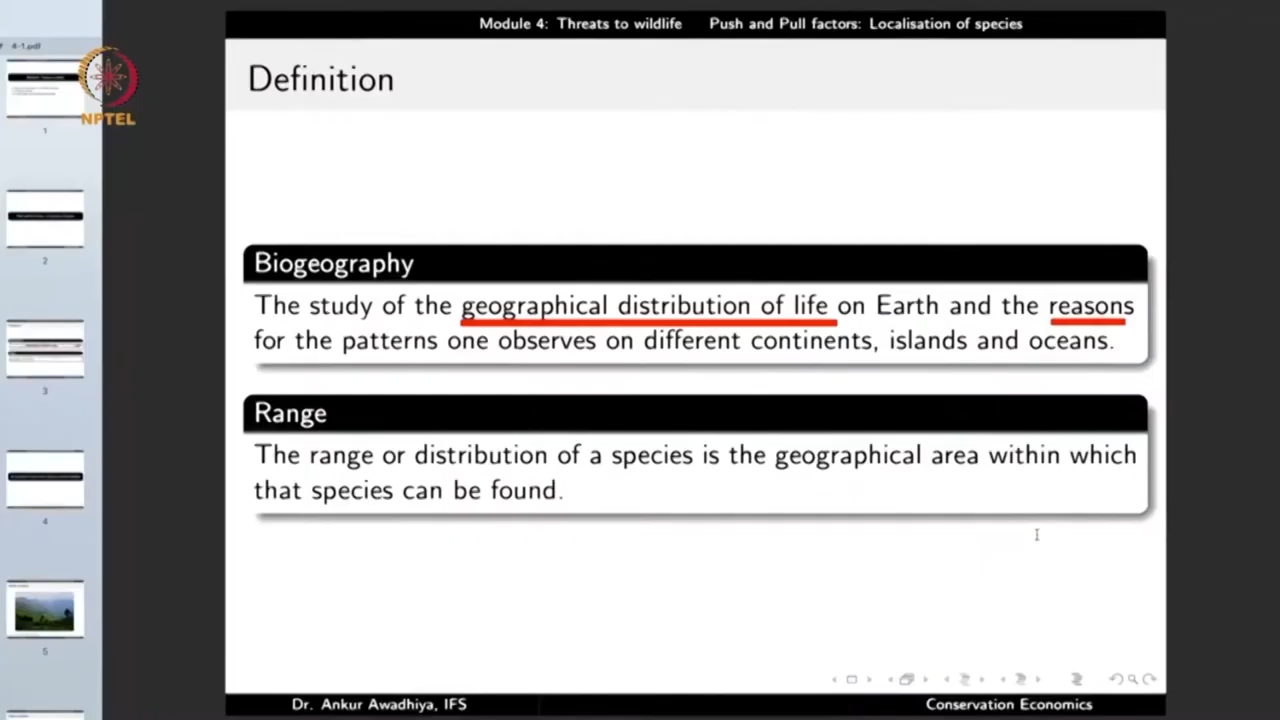 Module 4: Threats to wildlife Push and Pull factors: Localisation of species
4-1.pdf
NPTEL
Definition
Biogeography
The study of the geographical distribution of life on Earth and the reasons
for the patterns one observes on different continents, islands and oceans.
Range
The range or distribution of a species is the geographical area within which
that species can be found.
1
2
3
4
5
Dr. Ankur Awadhiya, IFS Conservation Economics